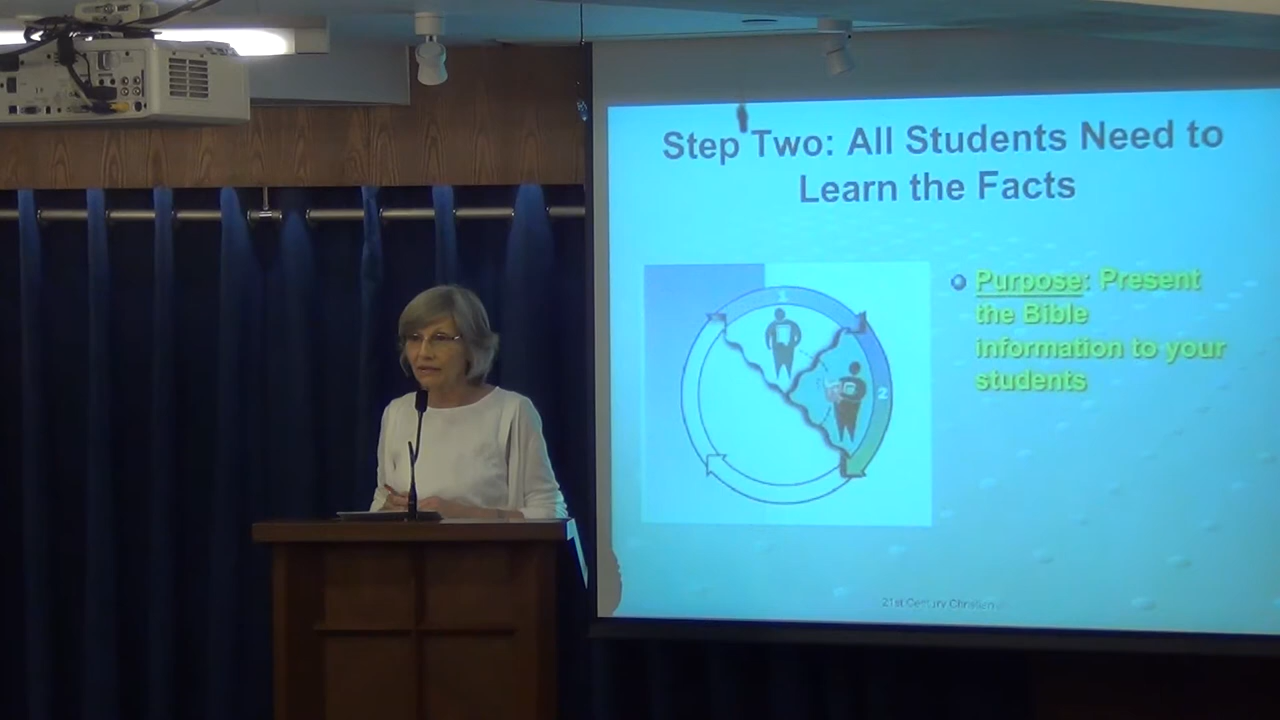 Step Two: All Students Need to
Learn the Facts
1
2
Purpose: Present
the Bible
information to your
students
21st Century Christian